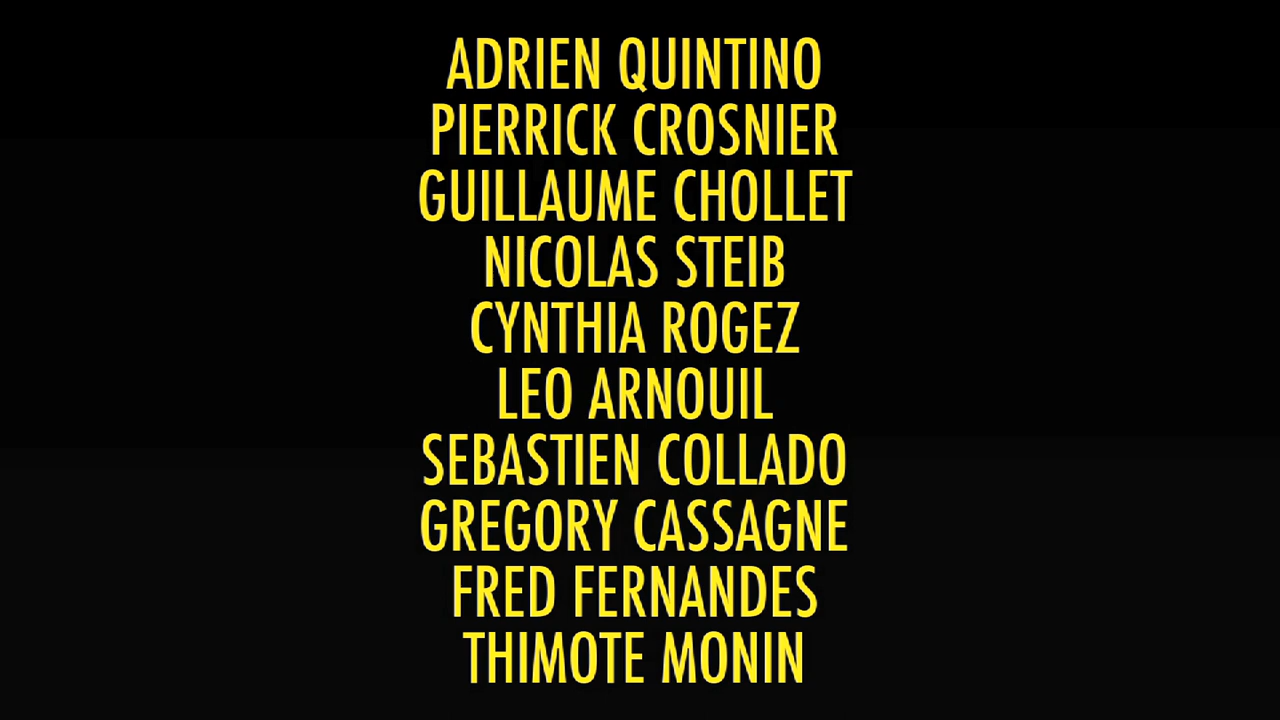 ADRIEN QUINTINO
PIERRICK CROSNIER
GUILLAUME CHOLLET
NICOLAS STEIB
CYNTHIA ROGEZ
LEO ARNOUIL
SEBASTIEN COLLADO
GREGORY CASSAGNE
FRED FERNANDES
THIMOTE MONIN